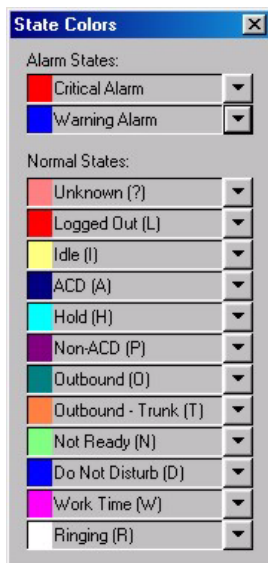 State Colors
Alarm States:
Critical Alarm
Warning Alarm
Normal States:
Unknown (?)
Logged Out (L)
Idle (I)
ACD (A)
Hold (H)
Non-ACD (P)
Outbound (O)
Outbound - Trunk (T)
Not Ready (N)
Do Not Disturb (D)
Work Time (W)
Ringing (R)